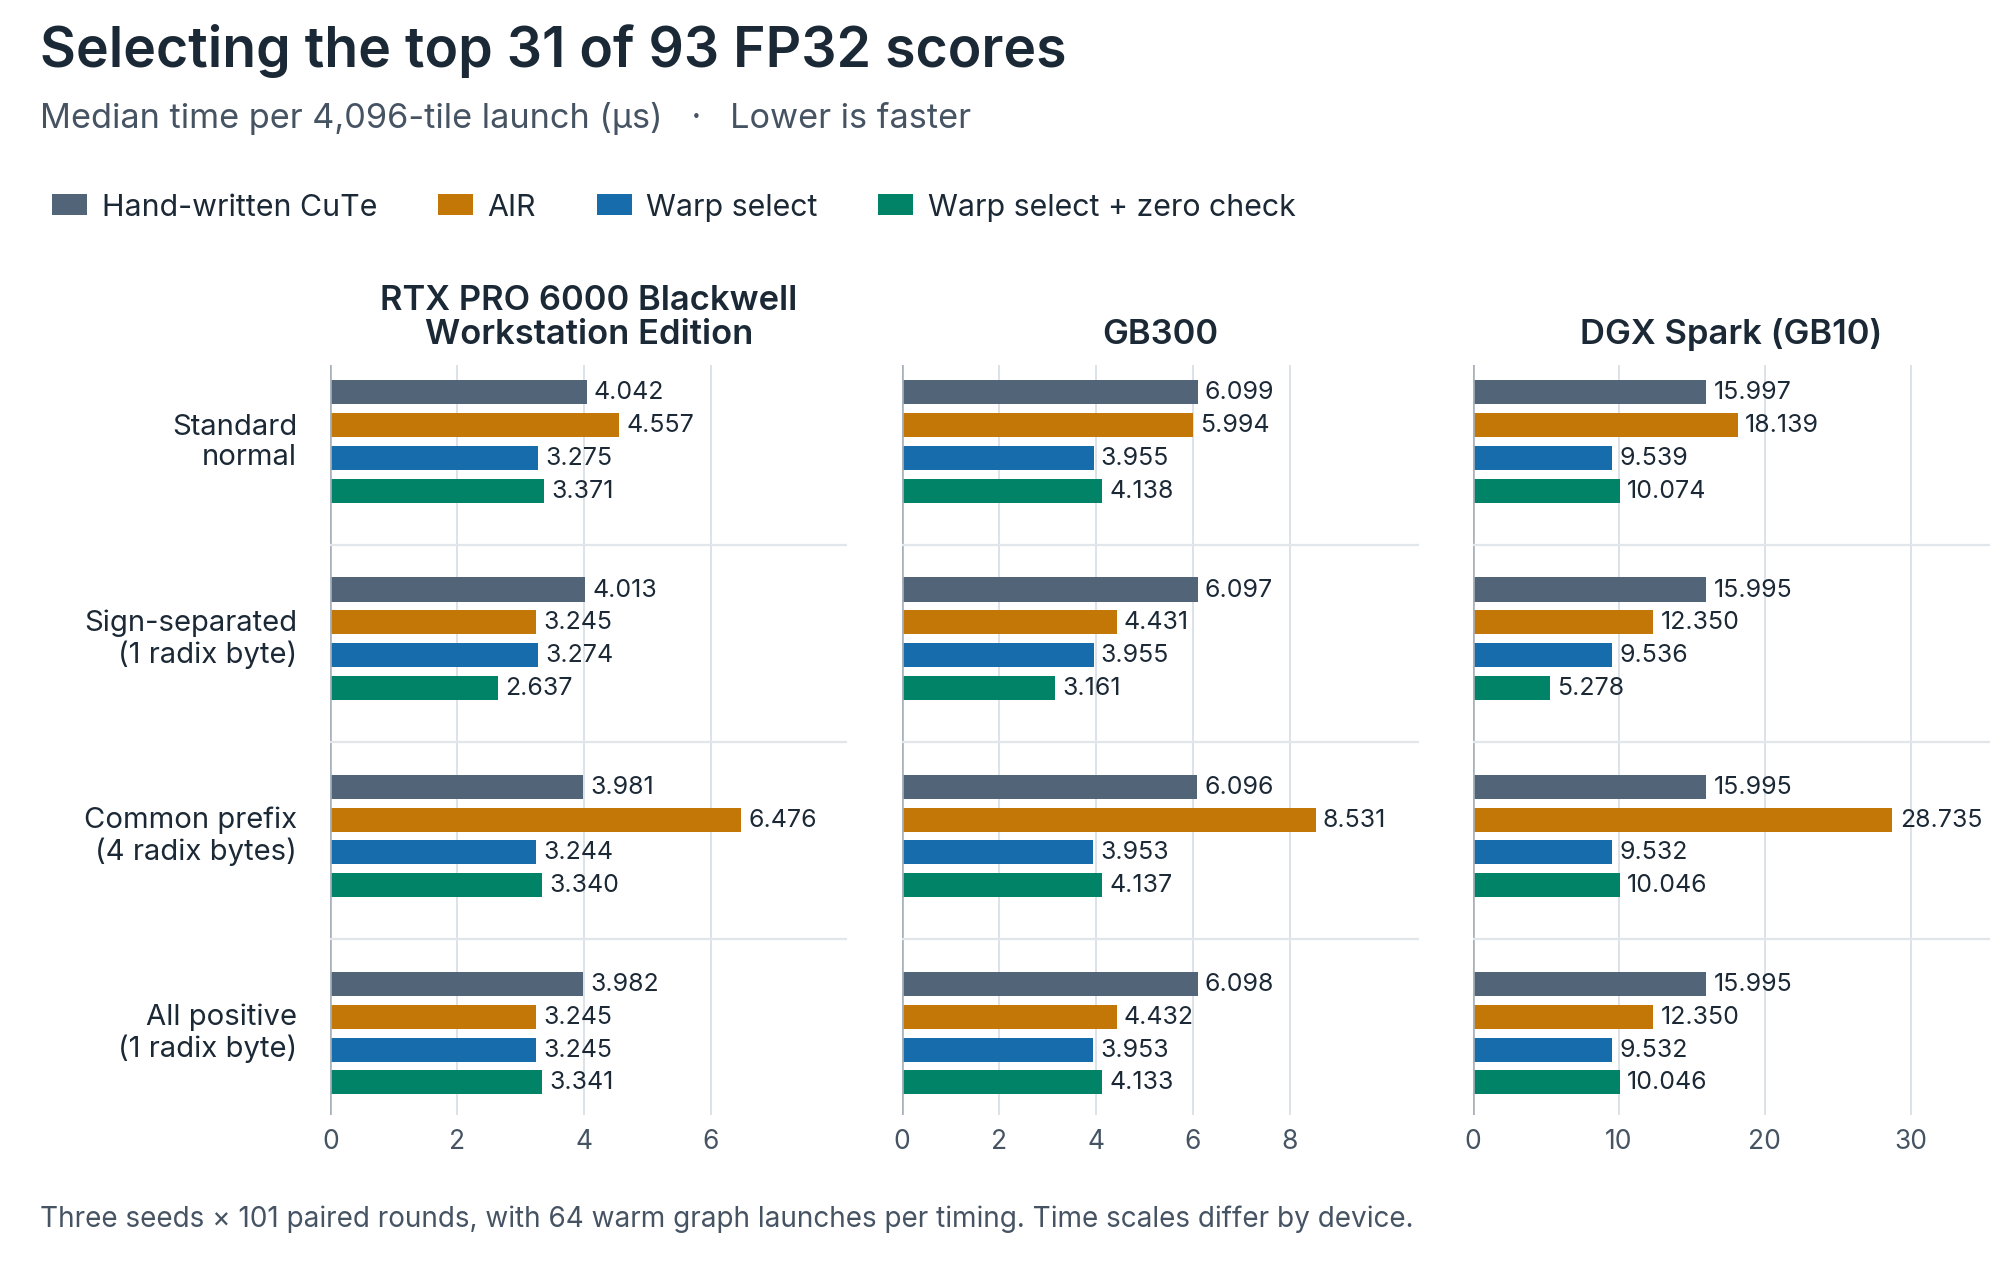 Selecting the top 31 of 93 FP32 scores
Median time per 4,096-tile launch (µs) · Lower is faster
Hand-written CuTe AIR Warp select Warp select + zero check
RTX PRO 6000 Blackwell
Workstation Edition
GB300
DGX Spark (GB10)
Standard
normal
4.042
4.557
3.275
3.371
6.099
5.994
3.955
4.138
15.997
18.139
9.539
10.074
Sign-separated
(1 radix byte)
4.013
3.245
3.274
2.637
6.097
4.431
3.955
3.161
15.995
12.350
9.536
5.278
Common prefix
(4 radix bytes)
3.981
6.476
3.244
3.340
6.096
8.531
3.953
4.137
15.995
28.735
9.532
10.046
All positive
(1 radix byte)
3.982
3.245
3.245
3.341
6.098
4.432
3.953
4.133
15.995
12.350
9.532
10.046
0 2 4 6
0 2 4 6 8
0 10 20 30
Three seeds × 101 paired rounds, with 64 warm graph launches per timing. Time scales differ by device.